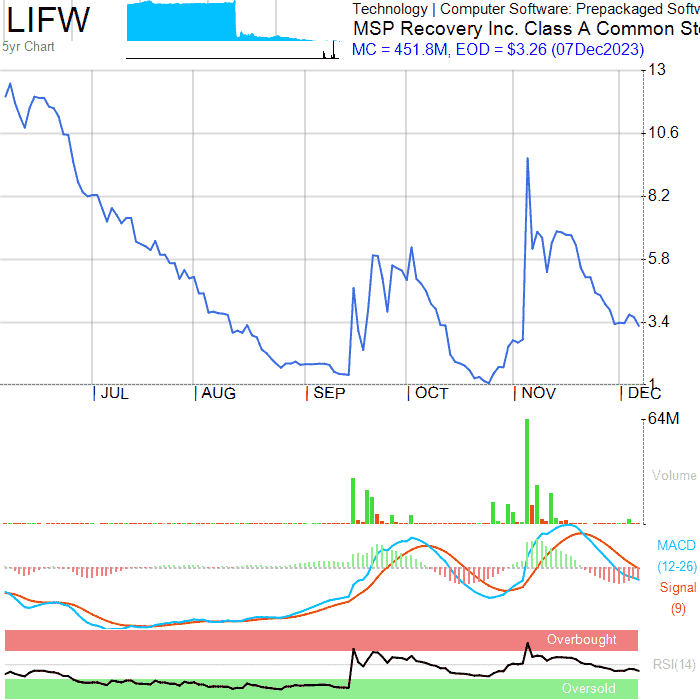 LIFW
5yr Chart
Technology | Computer Software: Prepackaged Softw
MSP Recovery Inc. Class A Common Sto
MC = 451.8M, EOD = $3.26 (07Dec2023)
13
10.6
8.2
5.8
3.4
1
JUL AUG SEP OCT NOV DEC
64M
Volume
MACD
(12-26)
Signal
(9)
Overbought
RSI(14)
Oversold